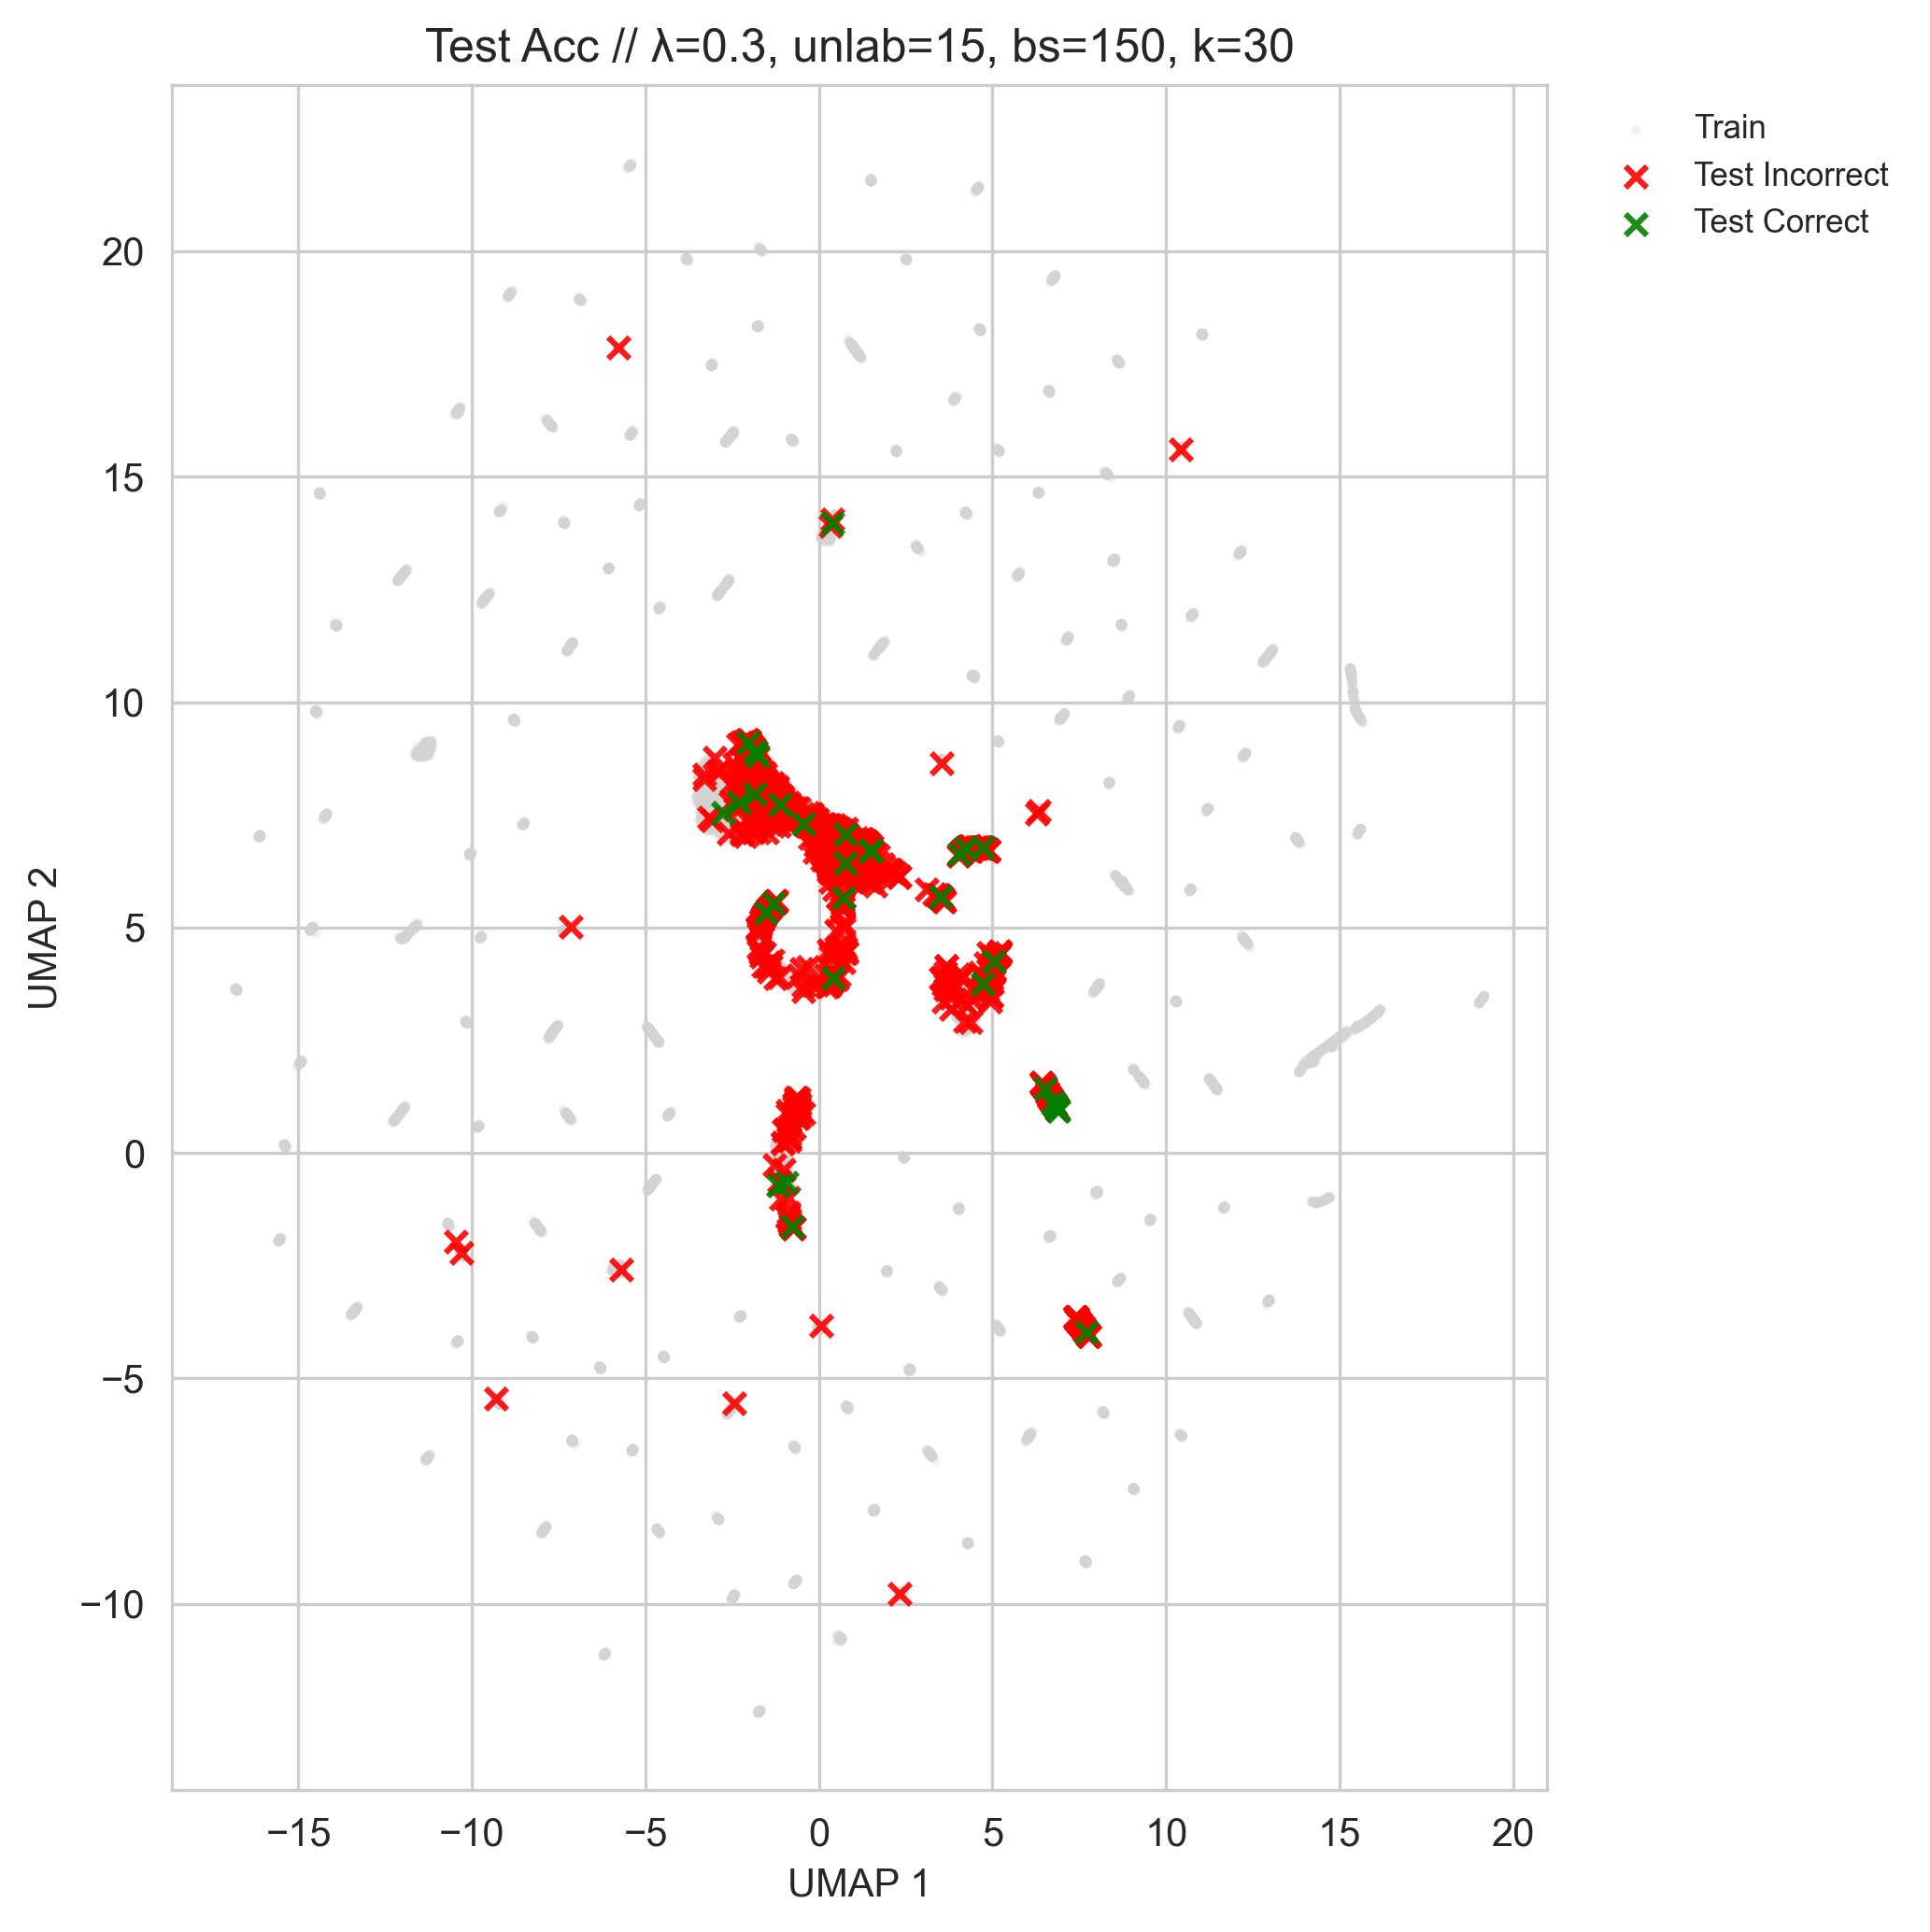 Test Acc // λ=0.3, unlab=15, bs=150, k=30
Train
Test Incorrect
Test Correct
20
15
10
5
0
−5
−10
UMAP 2
−15 −10 −5 0 5 10 15 20
UMAP 1